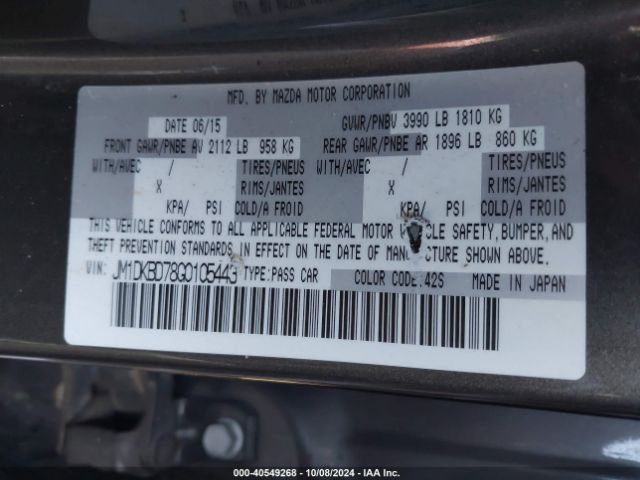 MFD. BY MAZDA MOTOR CORPORATION
DATE 06/15 GVWR/PNBV 3990 LB 1810 KG
FRONT GAWR/PNBE AV 2112 LB 958 KG REAR GAWR/PNBE AR 1896 LB 860 KG
WITH/AVEC / TIRES/PNEUS WITH/AVEC / TIRES/PNEUS
X RIMS/JANTES X RIMS/JANTES
KPA/ PSI COLD/A FROID KPA/ PSI COLD/A FROID
THIS VEHICLE CONFORMS TO ALL APPLICABLE FEDERAL MOTOR VEHICLE SAFETY, BUMPER, AND
THEFT PREVENTION STANDARDS IN EFFECT ON THE DATE OF MANUFACTURE SHOWN ABOVE.
VIN: JM1DKBD78G0105443 TYPE: PASS CAR COLOR CODE: 42S MADE IN JAPAN
000-40549268 - 10/08/2024 - IAA Inc.